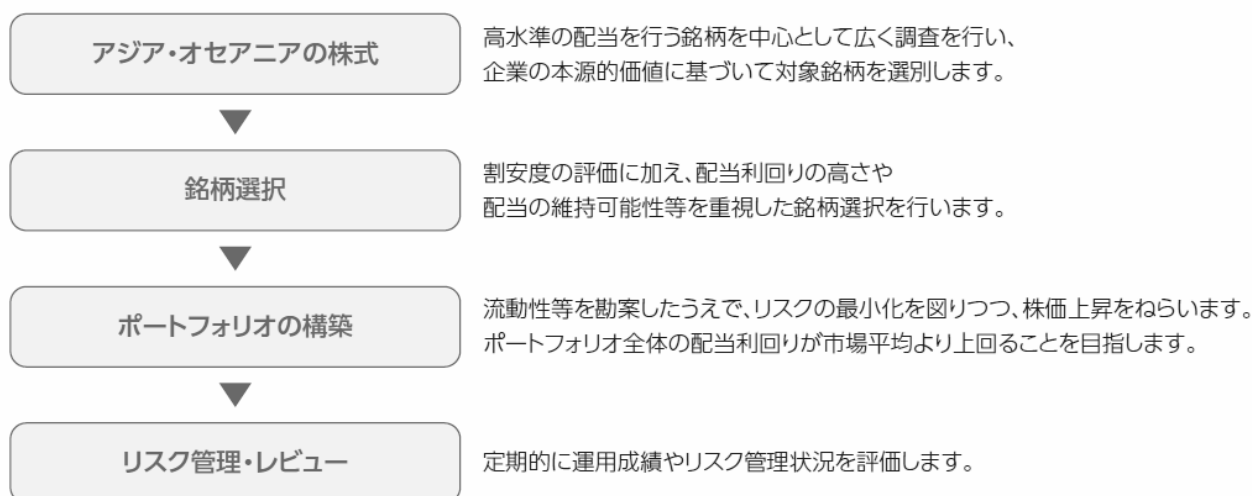 アジア・オセアニアの株式
高水準の配当を行う銘柄を中心として広く調査を行い、
企業の本源的価値に基づいて対象銘柄を選別します。
銘柄選択
割安度の評価に加え、配当利回りの高さや
配当の維持可能性等を重視した銘柄選択を行います。
ポートフォリオの構築
流動性等を勘案したうえで、リスクの最小化を図りつつ、株価上昇をねらいます。
ポートフォリオ全体の配当利回りが市場平均より上回ることを目指します。
リスク管理・レビュー
定期的に運用成績やリスク管理状況を評価します。